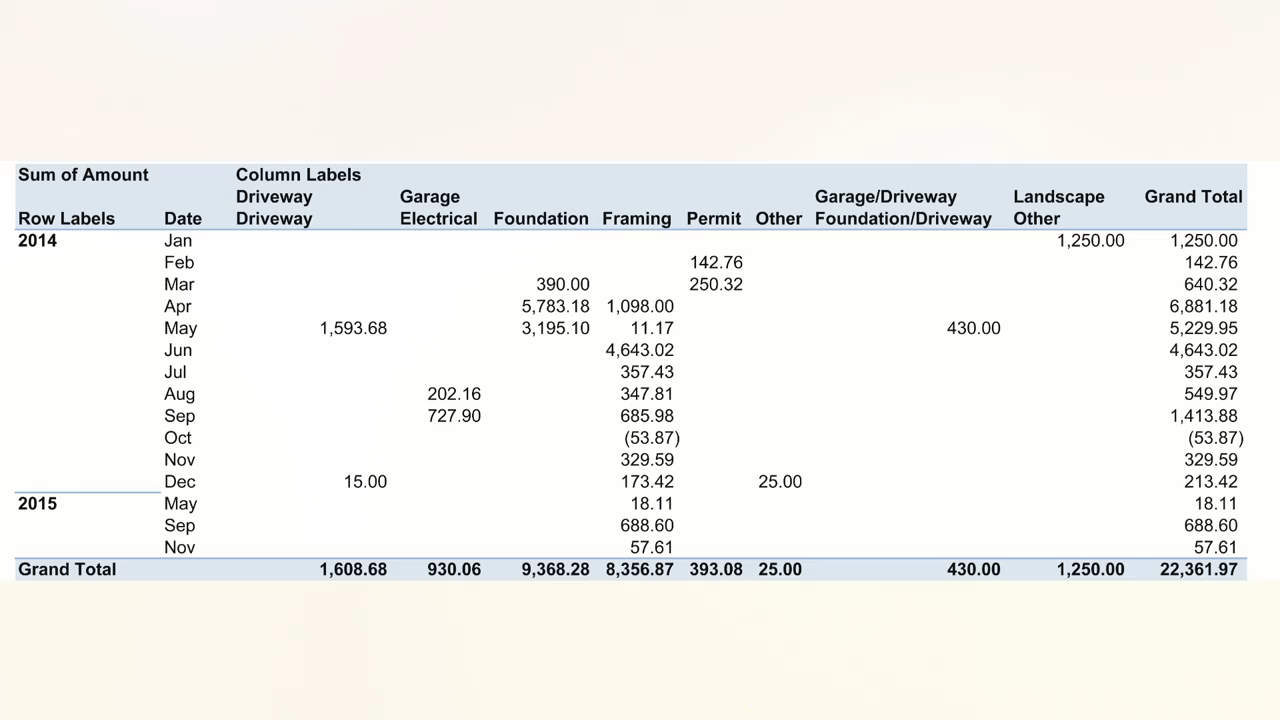 Sum of Amount Column Labels
Driveway Garage Garage/Driveway Landscape Grand Total
Row Labels Date Driveway Electrical Foundation Framing Permit Other Foundation/Driveway Other
2014 Jan 1,250.00 1,250.00
Feb 142.76 142.76
Mar 390.00 250.32 640.32
Apr 5,783.18 1,098.00 6,881.18
May 1,593.68 3,195.10 11.17 430.00 5,229.95
Jun 4,643.02 4,643.02
Jul 357.43 357.43
Aug 202.16 347.81 549.97
Sep 727.90 685.98 1,413.88
Oct (53.87) (53.87)
Nov 329.59 329.59
Dec 15.00 173.42 25.00 213.42
2015 May 18.11 18.11
Sep 688.60 688.60
Nov 57.61 57.61
Grand Total 1,608.68 930.06 9,368.28 8,356.87 393.08 25.00 430.00 1,250.00 22,361.97